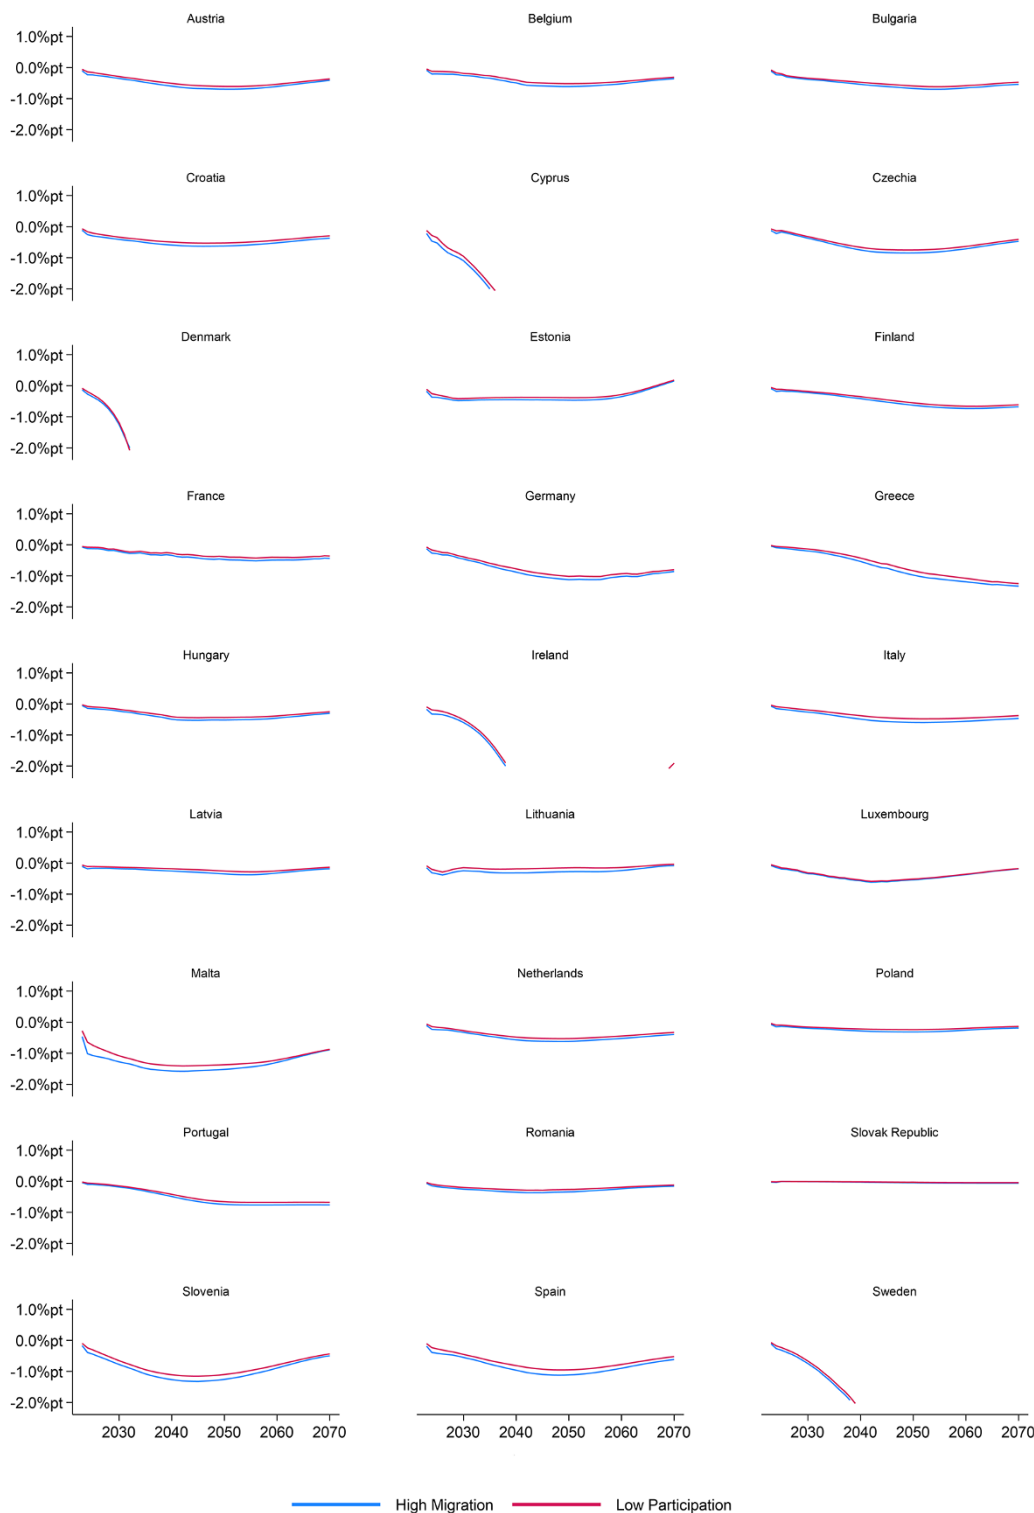 Austria Belgium Bulgaria
1.0%pt
0.0%pt
-1.0%pt
-2.0%pt
Croatia Cyprus Czechia
1.0%pt
0.0%pt
-1.0%pt
-2.0%pt
Denmark Estonia Finland
1.0%pt
0.0%pt
-1.0%pt
-2.0%pt
France Germany Greece
1.0%pt
0.0%pt
-1.0%pt
-2.0%pt
Hungary Ireland Italy
1.0%pt
0.0%pt
-1.0%pt
-2.0%pt
Latvia Lithuania Luxembourg
1.0%pt
0.0%pt
-1.0%pt
-2.0%pt
Malta Netherlands Poland
1.0%pt
0.0%pt
-1.0%pt
-2.0%pt
Portugal Romania Slovak Republic
1.0%pt
0.0%pt
-1.0%pt
-2.0%pt
Slovenia Spain Sweden
1.0%pt
0.0%pt
-1.0%pt
-2.0%pt
2030 2040 2050 2060 2070 2030 2040 2050 2060 2070 2030 2040 2050 2060 2070
High Migration Low Participation